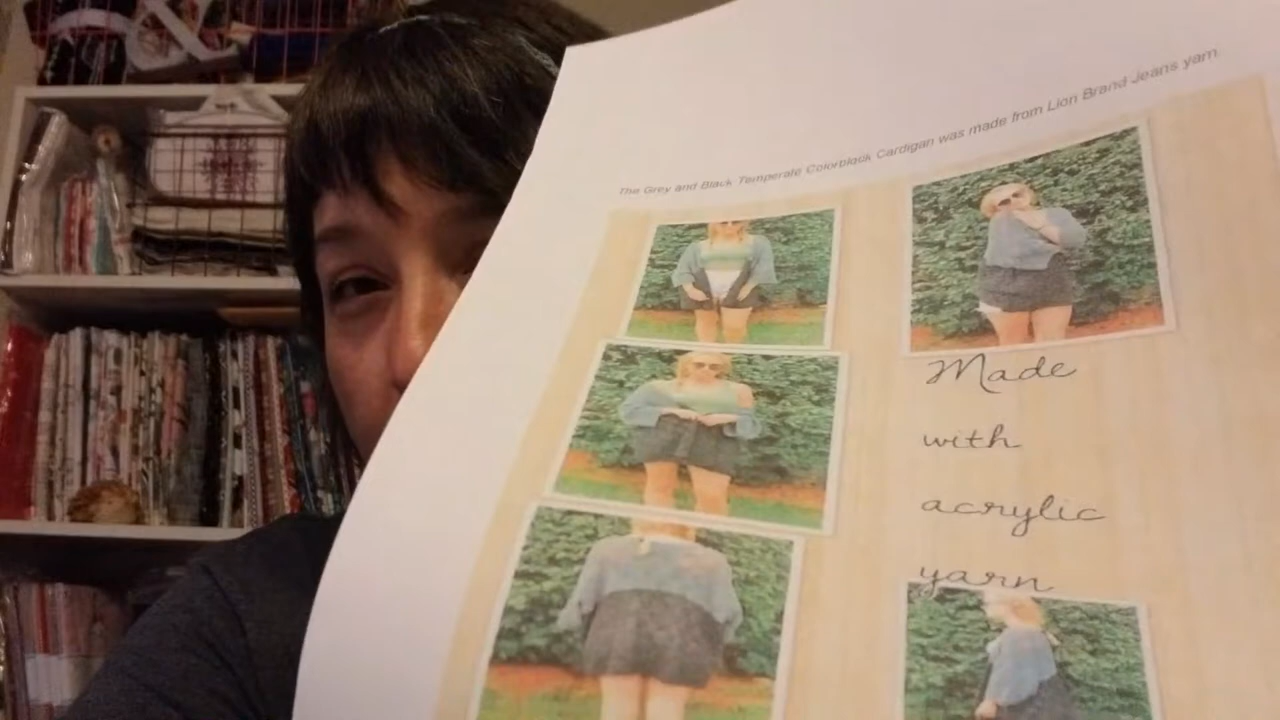 The Grey and Black Temperate Colorblock Cardigan was made from Lion Brand Jeans yarn.
Made
with
acrylic
yarn